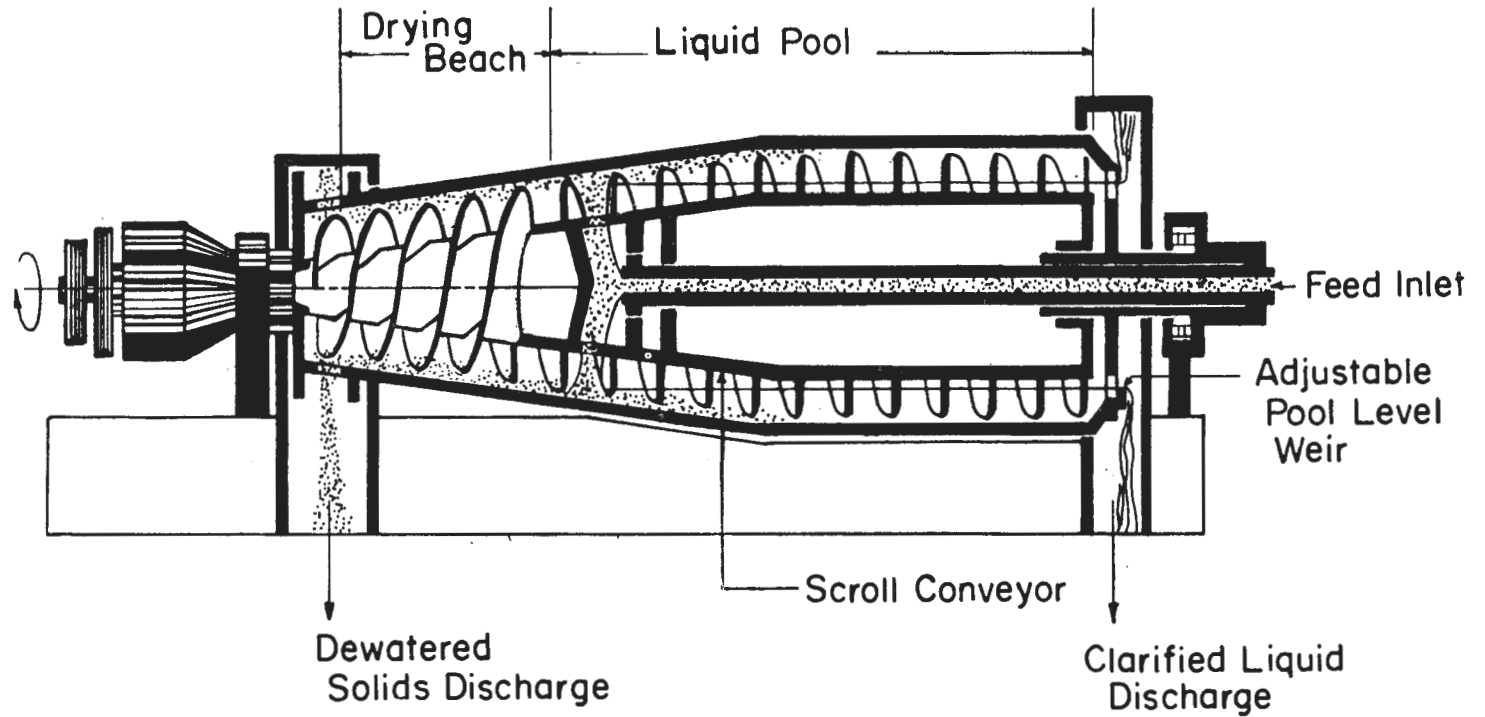 Drying
Beach
Liquid Pool
Feed Inlet
Adjustable
Pool Level
Weir
Scroll Conveyor
Dewatered
Solids Discharge
Clarified Liquid
Discharge